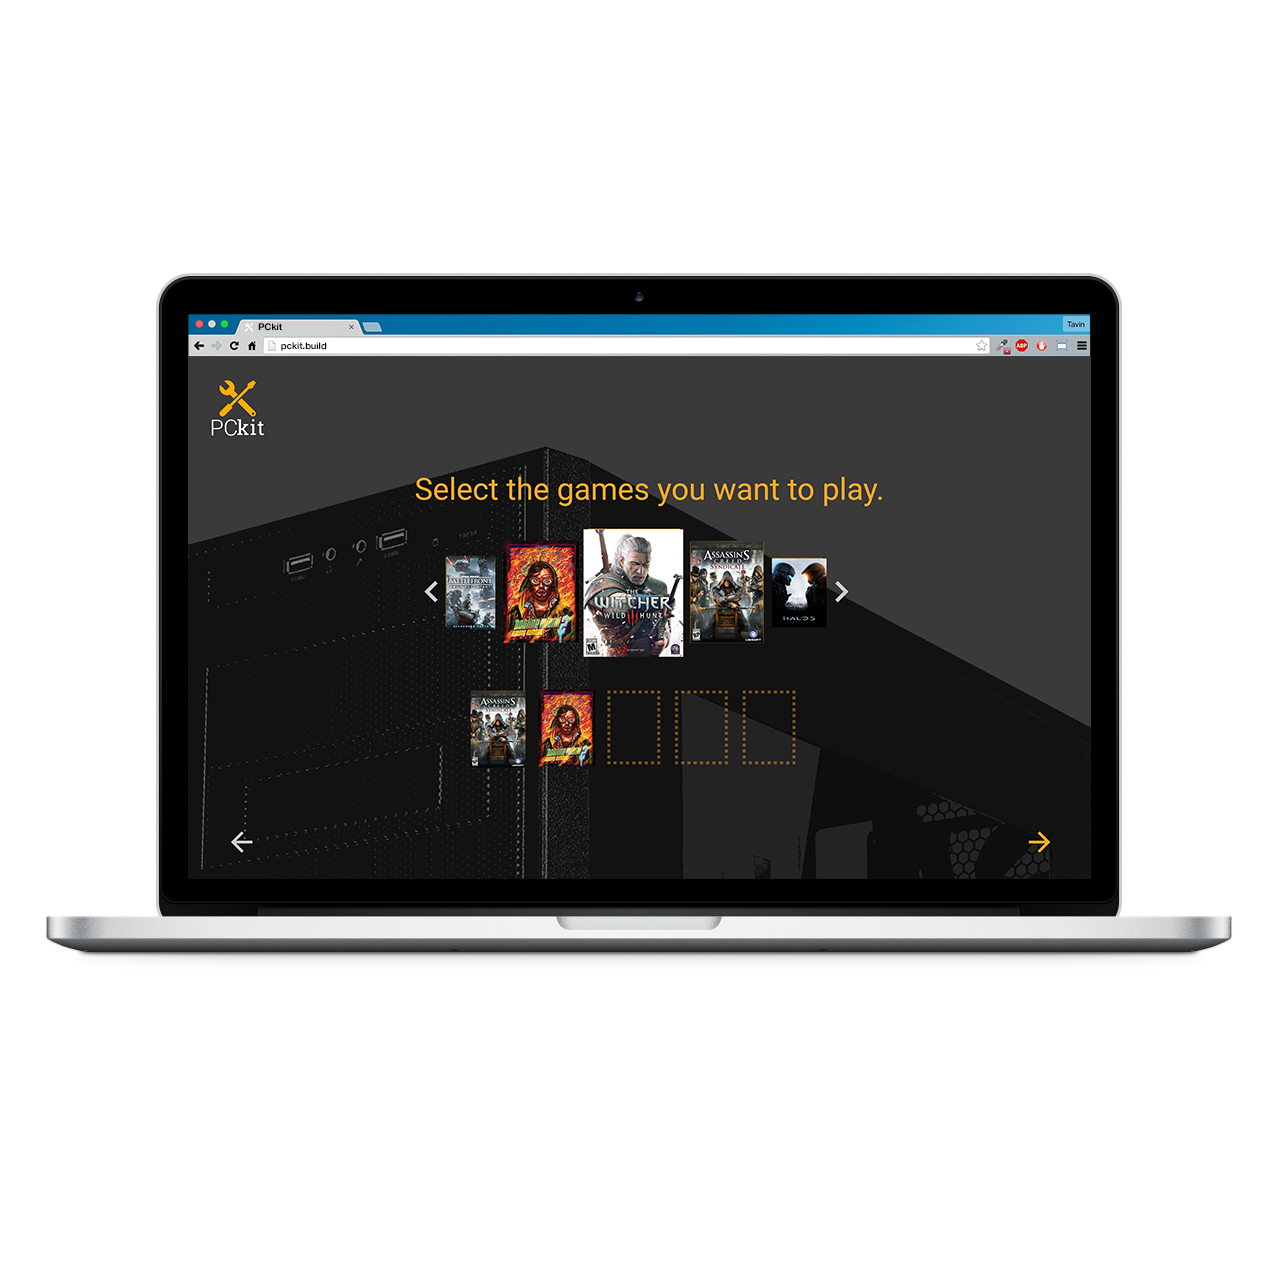 PCkit
Tavin
pckit.build
ABP
PCkit
Select the games you want to play.
BATTLEFRONT
ASSASSIN'S
CREED
SYNDICATE
THE
WITCHER
WILD HUNT
HALO 5
ASSASSIN'S
CREED
SYNDICATE